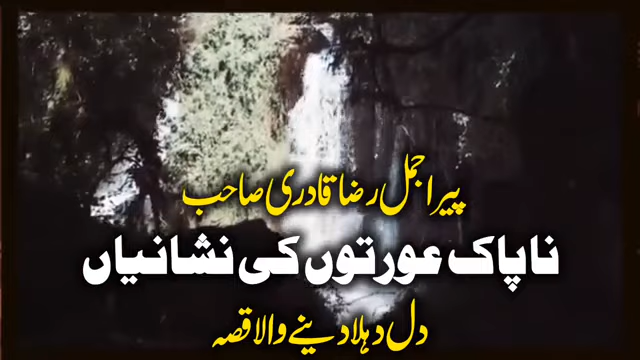 پیر اجمل رضا قادری صاحب
ناپاک عورتوں کی نشانیاں
دل دہلا دینے والا قصہ